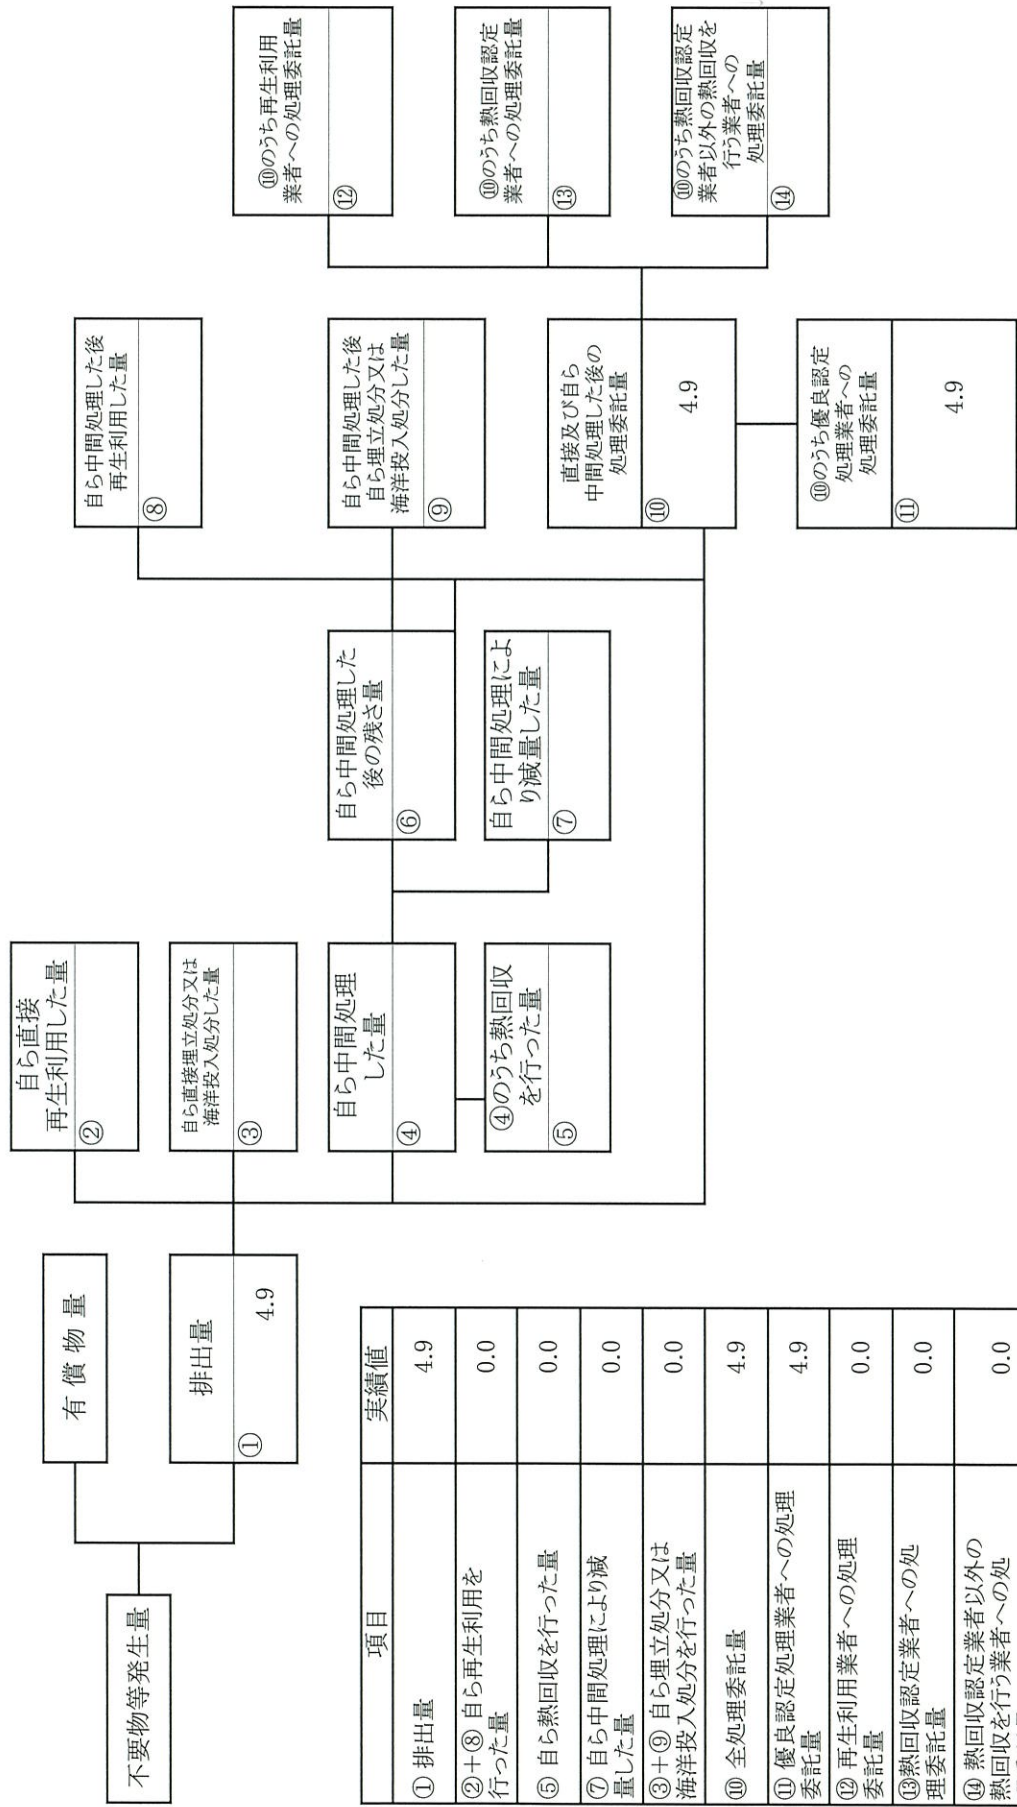 不要物等発生量
有 償 物 量
排出量
①
4.9
自ら直接
再生利用した量
②
自ら直接埋立処分又は
海洋投入処分した量
③
自ら中間処理
した量
④
④のうち熱回収
を行った量
⑤
自ら中間処理した
後の残さ量
⑥
自ら中間処理によ
り減量した量
⑦
自ら中間処理した後
再生利用した量
⑧
自ら中間処理した後
自ら埋立処分又は
海洋投入処分した量
⑨
直接及び自ら
中間処理した後の
処理委託量
⑩
4.9
⑩のうち優良認定
処理業者への
処理委託量
⑪
4.9
⑩のうち再生利用
業者への処理委託量
⑫
⑩のうち熱回収認定
業者への処理委託量
⑬
⑩のうち熱回収認定
業者以外の熱回収を
行う業者への
処理委託量
⑭
項目 実績値
① 排出量 4.9
②+⑧ 自ら再生利用を
行った量 0.0
⑤ 自ら熱回収を行った量 0.0
⑦ 自ら中間処理により減
量した量 0.0
③+⑨ 自ら埋立処分又は
海洋投入処分を行った量 0.0
⑩ 全処理委託量 4.9
⑪ 優良認定処理業者への処理
委託量 4.9
⑫ 再生利用業者への処理
委託量 0.0
⑬熱回収認定業者への処
理委託量 0.0
⑭ 熱回収認定業者以外の
熱回収を行う業者への処 0.0